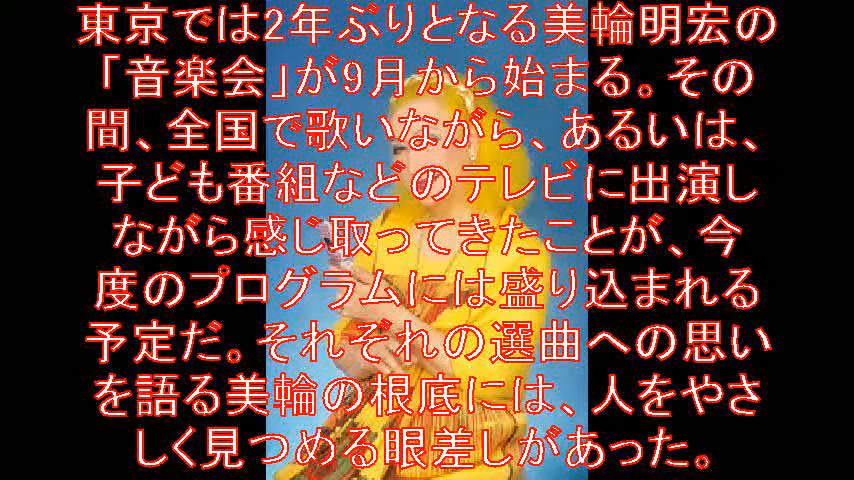 東京では2年ぶりとなる美輪明宏の
「音楽会」が9月から始まる。その
間、全国で歌いながら、あるいは、
子ども番組などのテレビに出演し
ながら感じ取ってきたことが、今
度のプログラムには盛り込まれる
予定だ。それぞれの選曲への思い
を語る美輪の根底には、人をやさ
しく見つめる眼差しがあった。